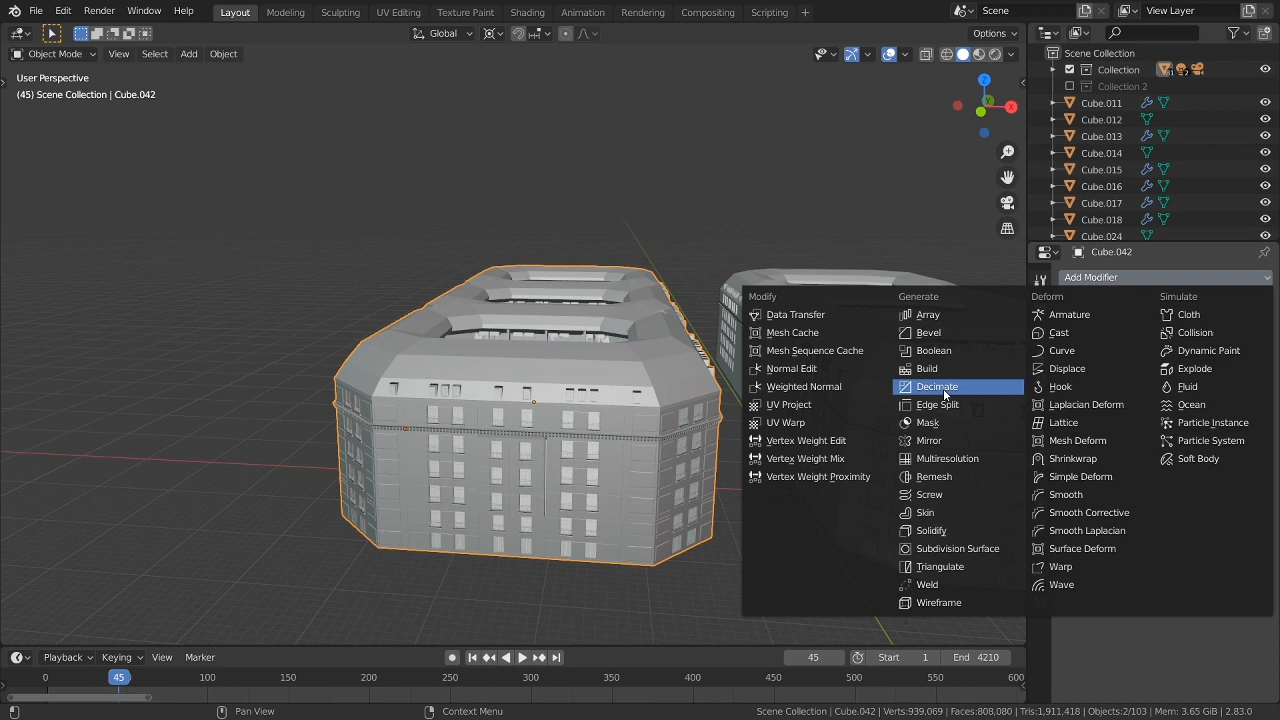 File Edit Render Window Help Layout Modeling Sculpting UV Editing Texture Paint Shading Animation Rendering Compositing Scripting + Scene View Layer
Global Options
Object Mode View Select Add Object
User Perspective
(45) Scene Collection | Cube.042
Z
X
Scene Collection
Collection 31 2
Collection 2
Cube.011
Cube.012
Cube.013
Cube.014
Cube.015
Cube.016
Cube.017
Cube.018
Cube.024
Cube.042
Add Modifier
Modify
Data Transfer
Mesh Cache
Mesh Sequence Cache
Normal Edit
Weighted Normal
UV Project
UV Warp
Vertex Weight Edit
Vertex Weight Mix
Vertex Weight Proximity
Generate
Array
Bevel
Boolean
Build
Decimate
Edge Split
Mask
Mirror
Multiresolution
Remesh
Screw
Skin
Solidify
Subdivision Surface
Triangulate
Weld
Wireframe
Deform
Armature
Cast
Curve
Displace
Hook
Laplacian Deform
Lattice
Mesh Deform
Shrinkwrap
Simple Deform
Smooth
Smooth Corrective
Smooth Laplacian
Surface Deform
Warp
Wave
Simulate
Cloth
Collision
Dynamic Paint
Explode
Fluid
Ocean
Particle Instance
Particle System
Soft Body
Playback Keying View Marker 45 Start 1 End 4210
0 45 100 150 200 250 300 350 400 450 500 550 600
Pan View Context Menu Scene Collection | Cube.042 | Verts:939,069 | Faces:808,080 | Tris:1,911,418 | Objects:2/103 | Mem: 3.65 GiB | 2.83.0